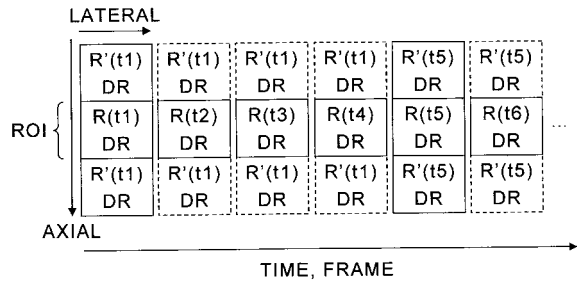 LATERAL
R'(t1) R'(t1) R'(t1) R'(t1) R'(t5) R'(t5)
DR DR DR DR DR DR
ROI { R(t1) R(t2) R(t3) R(t4) R(t5) R(t6) ...
DR DR DR DR DR DR
R'(t1) R'(t1) R'(t1) R'(t1) R'(t5) R'(t5)
DR DR DR DR DR DR
AXIAL
TIME, FRAME